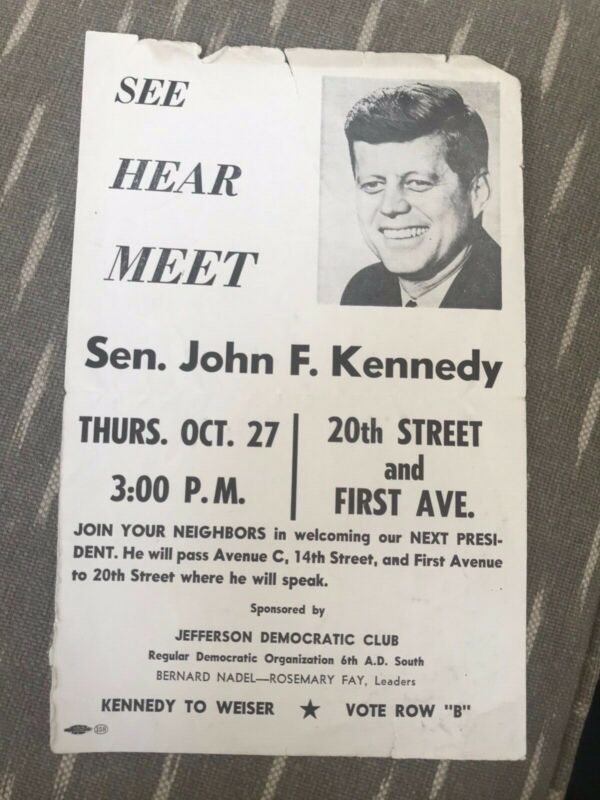 SEE
HEAR
MEET
Sen. John F. Kennedy
THURS. OCT. 27
3:00 P.M.
20th STREET
and
FIRST AVE.
JOIN YOUR NEIGHBORS in welcoming our NEXT PRESI-
DENT. He will pass Avenue C, 14th Street, and First Avenue
to 20th Street where he will speak.
Sponsored by
JEFFERSON DEMOCRATIC CLUB
Regular Democratic Organization 6th A.D. South
BERNARD NADEL—ROSEMARY FAY, Leaders
KENNEDY TO WEISER ★ VOTE ROW "B"